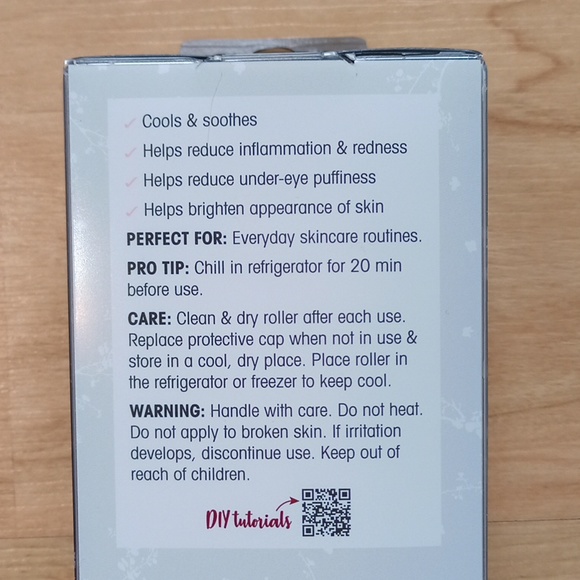 ✓ Cools & soothes
✓ Helps reduce inflammation & redness
✓ Helps reduce under-eye puffiness
✓ Helps brighten appearance of skin
PERFECT FOR: Everyday skincare routines.
PRO TIP: Chill in refrigerator for 20 min
before use.
CARE: Clean & dry roller after each use.
Replace protective cap when not in use &
store in a cool, dry place. Place roller in
the refrigerator or freezer to keep cool.
WARNING: Handle with care. Do not heat.
Do not apply to broken skin. If irritation
develops, discontinue use. Keep out of
reach of children.
DIY tutorials